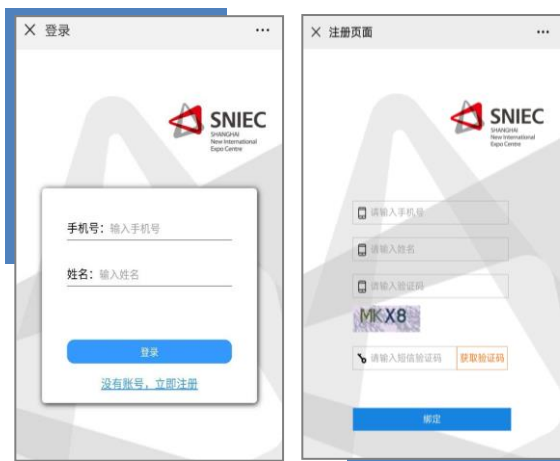 登录
SNIEC
SHANGHAI
New International
Expo Centre
手机号：输入手机号
姓名：输入姓名
登录
没有账号，立即注册
注册页面
SNIEC
SHANGHAI
New International
Expo Centre
请输入手机号
请输入姓名
请输入验证码
MKX8
请输入短信验证码 获取验证码
绑定